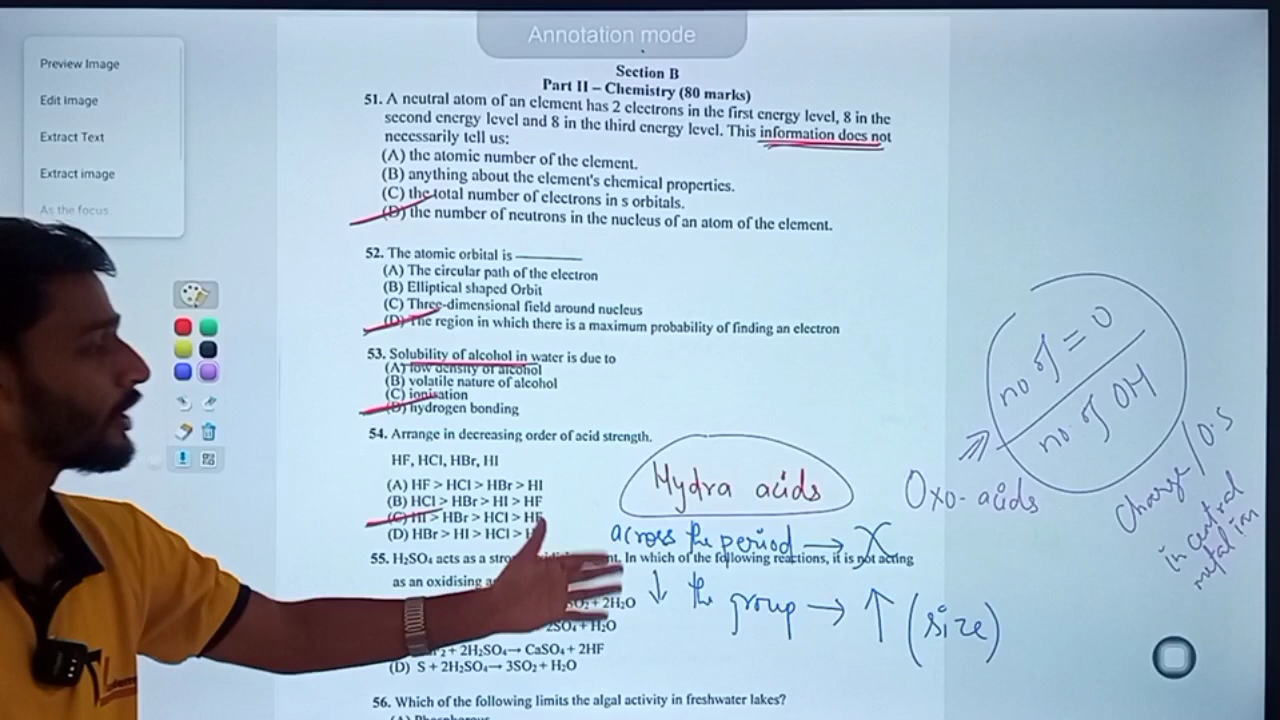 Annotation mode
Preview Image
Edit Image
Extract Text
Extract image
As the focus
Section B
Part II – Chemistry (80 marks)
51. A neutral atom of an element has 2 electrons in the first energy level, 8 in the
second energy level and 8 in the third energy level. This information does not
necessarily tell us:
(A) the atomic number of the element.
(B) anything about the element's chemical properties.
(C) the total number of electrons in s orbitals.
(D) the number of neutrons in the nucleus of an atom of the element.
52. The atomic orbital is
(A) The circular path of the electron
(B) Elliptical shaped Orbit
(C) Three-dimensional field around nucleus
(D) The region in which there is a maximum probability of finding an electron
53. Solubility of alcohol in water is due to
(A) low density of alcohol
(B) volatile nature of alcohol
(C) ionisation
(D) hydrogen bonding
54. Arrange in decreasing order of acid strength.
HF, HCl, HBr, HI
(A) HF > HCl > HBr > HI
(B) HCl > HBr > HI > HF
(C) HI > HBr > HCl > HF
(D) HBr > HI > HCl >
55. H₂SO₄ acts as a In which of the following reactions, it is not acting
as an oxidising
SO₂ + 2H₂O
+ H₂O
+ 2H₂SO₄→ CaSO₄ + 2HF
(D) S + 2H₂SO₄→ 3SO₂ + H₂O
56. Which of the following limits the algal activity in freshwater lakes?
Hydra acids
across the period → X
↓ the group → ↑ (size)
no of = O
no. of OH
Oxo-acids
charge / O.S
in central
metal ion